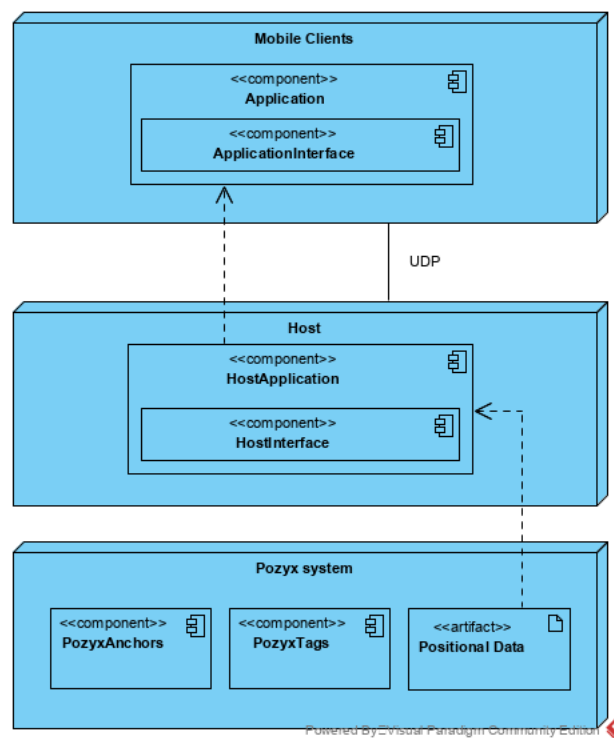 Mobile Clients
<<component>>
Application
<<component>>
ApplicationInterface
UDP
Host
<<component>>
HostApplication
<<component>>
HostInterface
Pozyx system
<<component>>
PozyxAnchors
<<component>>
PozyxTags
<<artifact>>
Positional Data
Powered By Visual Paradigm Community Edition